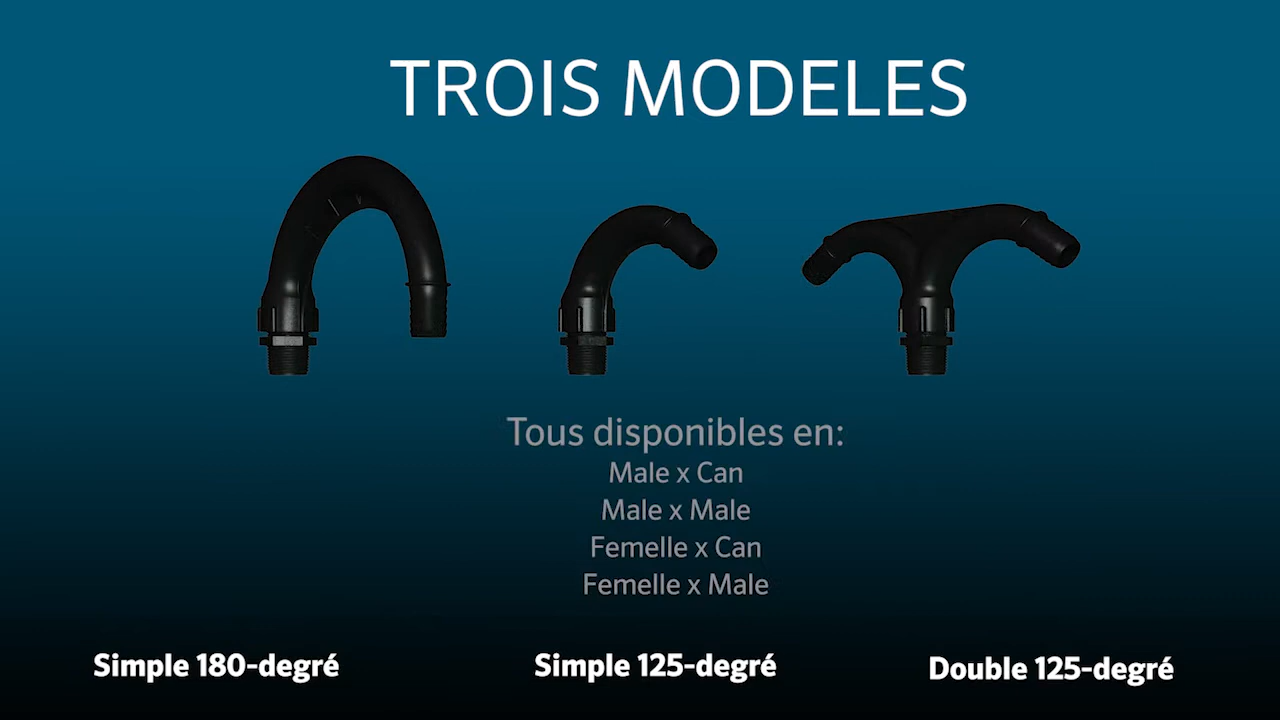 TROIS MODELES
Tous disponibles en:
Male x Can
Male x Male
Femelle x Can
Femelle x Male
Simple 180-degré
Simple 125-degré
Double 125-degré